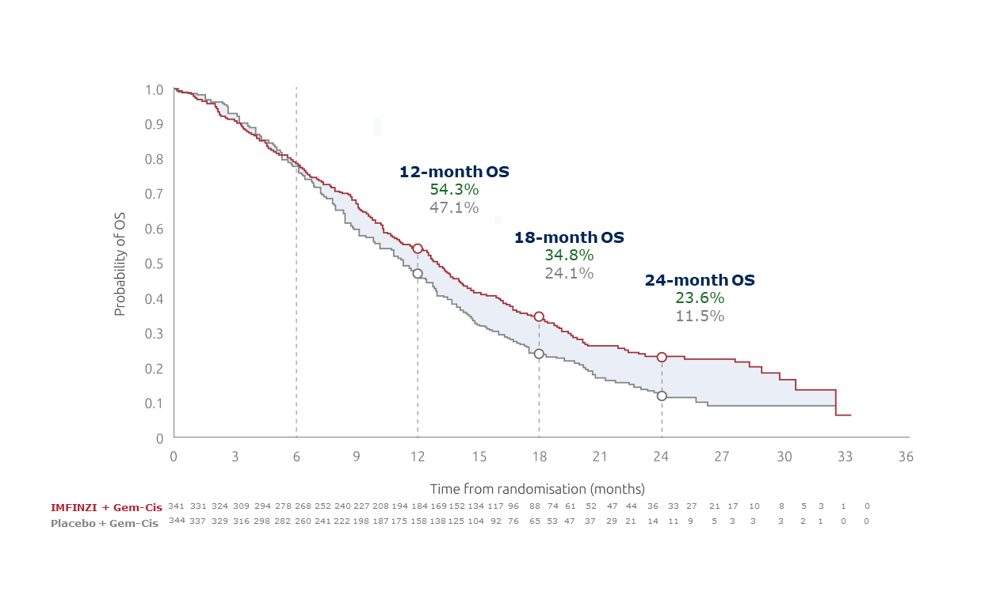 1.0
0.9
0.8
0.7
0.6
0.5
0.4
0.3
0.2
0.1
0
Probability of OS
12-month OS
54.3%
47.1%
18-month OS
34.8%
24.1%
24-month OS
23.6%
11.5%
0 3 6 9 12 15 18 21 24 27 30 33 36
Time from randomisation (months)
IMFINZI + Gem-Cis 341 331 324 309 294 278 268 252 240 227 208 194 184 169 152 134 117 96 88 74 61 52 47 44 36 33 27 21 17 10 8 5 3 1 0
Placebo + Gem-Cis 344 337 329 316 298 282 260 241 222 198 187 175 158 138 125 104 92 76 65 53 47 37 29 21 14 11 9 5 3 3 3 2 1 0 0